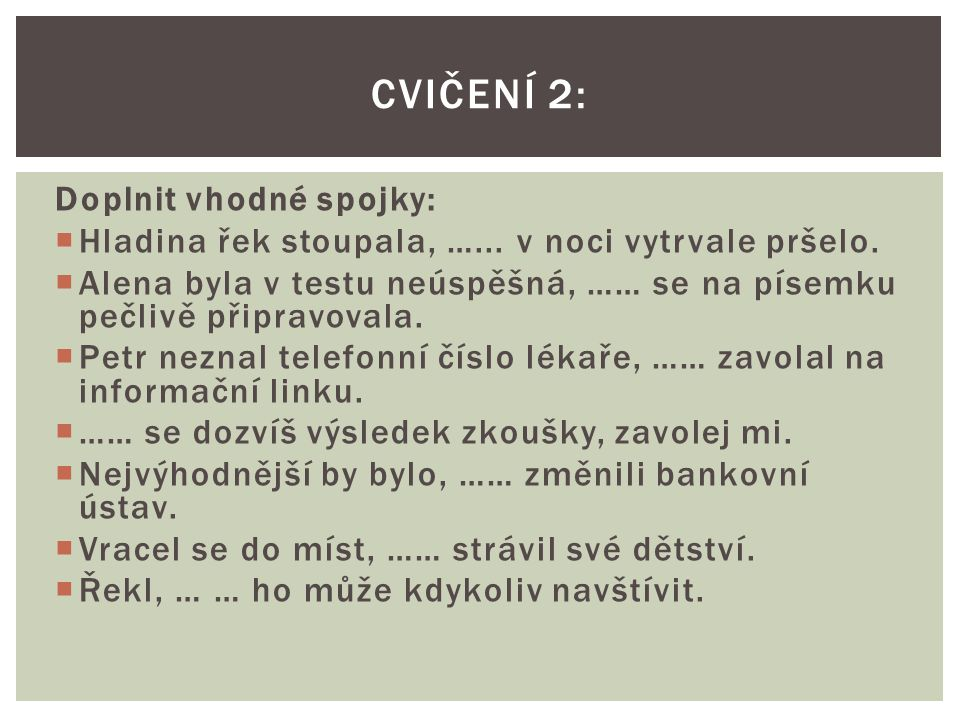 CVIČENÍ 2:
Doplnit vhodné spojky:
Hladina řek stoupala, …... v noci vytrvale pršelo.
Alena byla v testu neúspěšná, …… se na písemku
pečlivě připravovala.
Petr neznal telefonní číslo lékaře, …… zavolal na
informační linku.
…… se dozvíš výsledek zkoušky, zavolej mi.
Nejvýhodnější by bylo, …… změnili bankovní
ústav.
Vracel se do míst, …… strávil své dětství.
Řekl, … … ho může kdykoliv navštívit.